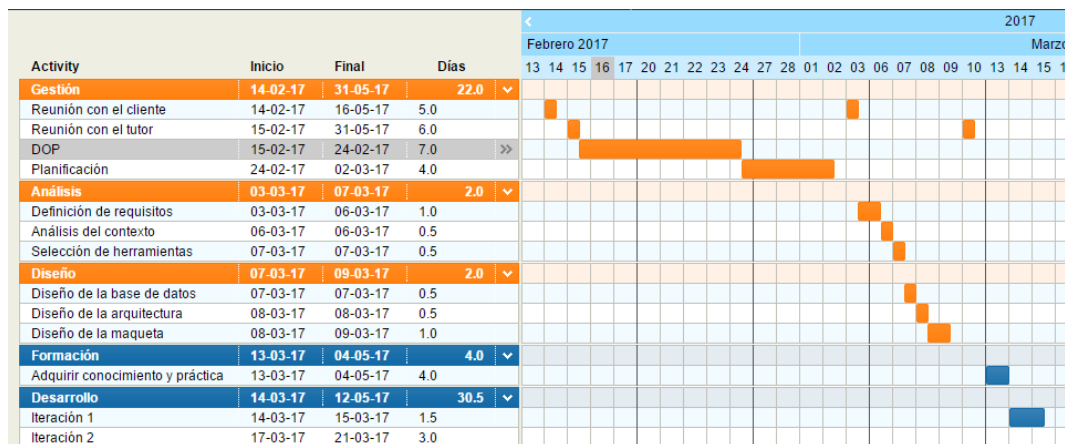 2017
Febrero 2017 Marzo
Activity Inicio Final Días 13 14 15 16 17 20 21 22 23 24 27 28 01 02 03 06 07 08 09 10 13 14 15 1
Gestión 14-02-17 31-05-17 22.0
Reunión con el cliente 14-02-17 16-05-17 5.0
Reunión con el tutor 15-02-17 31-05-17 6.0
DOP 15-02-17 24-02-17 7.0
Planificación 24-02-17 02-03-17 4.0
Análisis 03-03-17 07-03-17 2.0
Definición de requisitos 03-03-17 06-03-17 1.0
Análisis del contexto 06-03-17 06-03-17 0.5
Selección de herramientas 07-03-17 07-03-17 0.5
Diseño 07-03-17 09-03-17 2.0
Diseño de la base de datos 07-03-17 07-03-17 0.5
Diseño de la arquitectura 08-03-17 08-03-17 0.5
Diseño de la maqueta 08-03-17 09-03-17 1.0
Formación 13-03-17 04-05-17 4.0
Adquirir conocimiento y práctica 13-03-17 04-05-17 4.0
Desarrollo 14-03-17 12-05-17 30.5
Iteración 1 14-03-17 15-03-17 1.5
Iteración 2 17-03-17 21-03-17 3.0